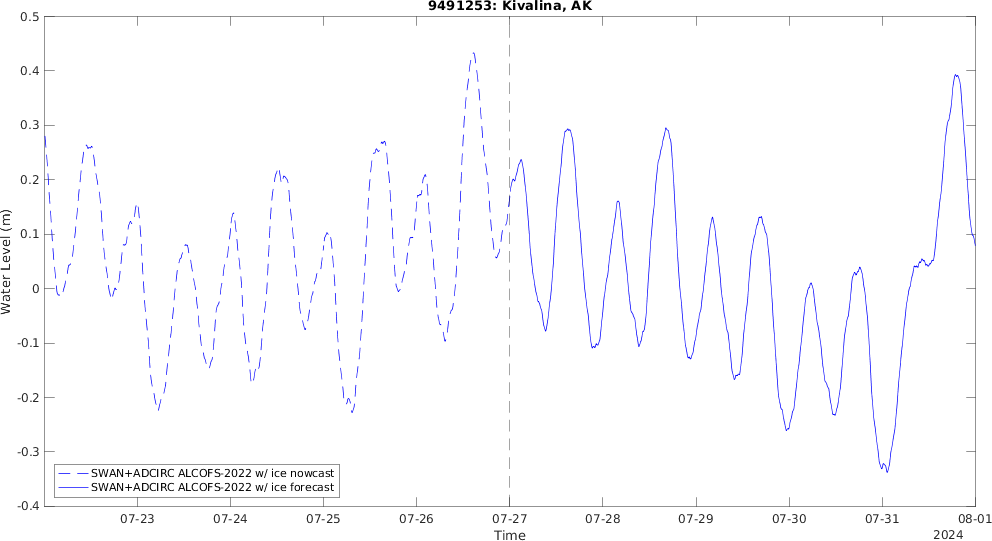 9491253: Kivalina, AK
0.5
0.4
0.3
0.2
0.1
0
-0.1
-0.2
-0.3
-0.4
Water Level (m)
SWAN+ADCIRC ALCOFS-2022 w/ ice nowcast
SWAN+ADCIRC ALCOFS-2022 w/ ice forecast
07-23 07-24 07-25 07-26 07-27 07-28 07-29 07-30 07-31 08-01
Time
2024